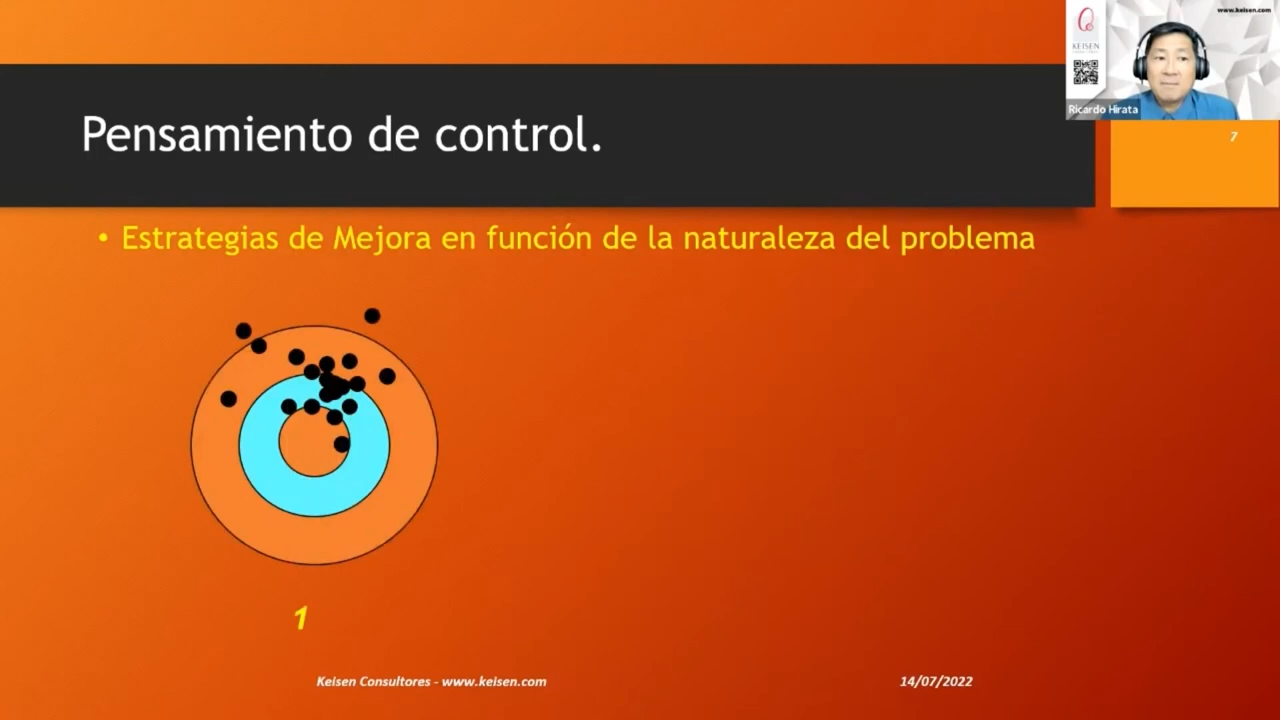 www.keisen.com
KEISEN
Ricardo Hirata
7
Pensamiento de control.
• Estrategias de Mejora en función de la naturaleza del problema
1
Keisen Consultores - www.keisen.com
14/07/2022